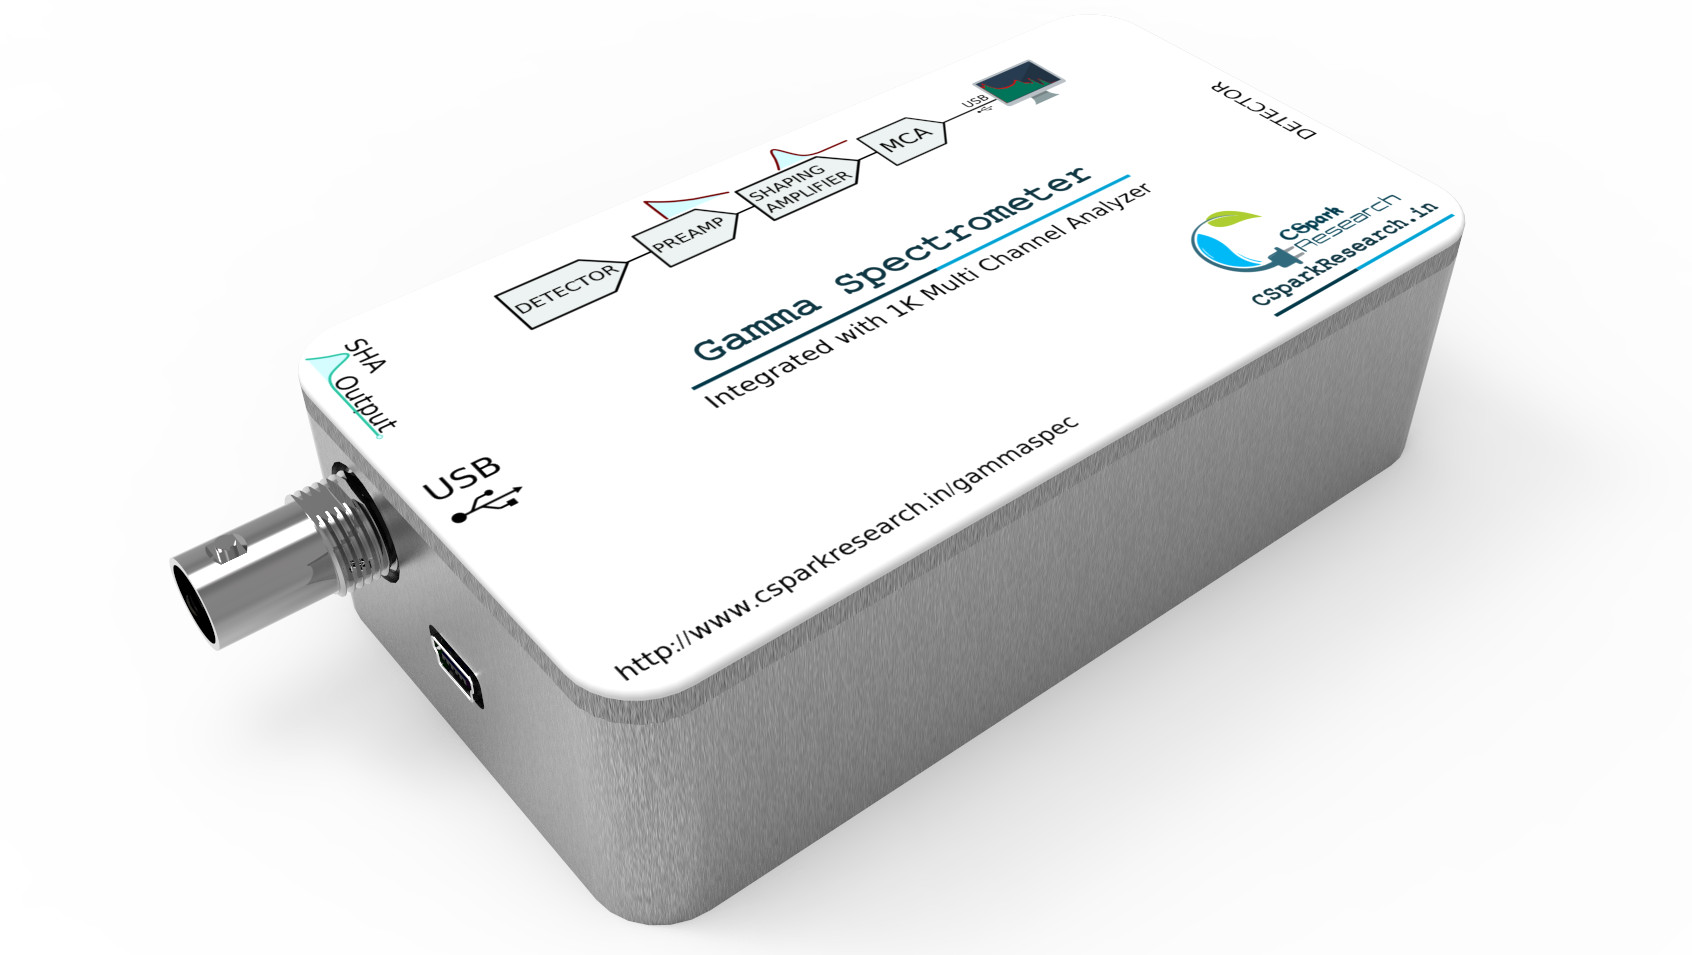 USB
DETECTOR
MCA
SHAPING
AMPLIFIER
PREAMP
DETECTOR
Gamma Spectrometer
Integrated with 1K Multi Channel Analyzer
CSpark
Research
CSparkResearch.in
SHA
Output
USB
http://www.csparkresearch.in/gammaspec